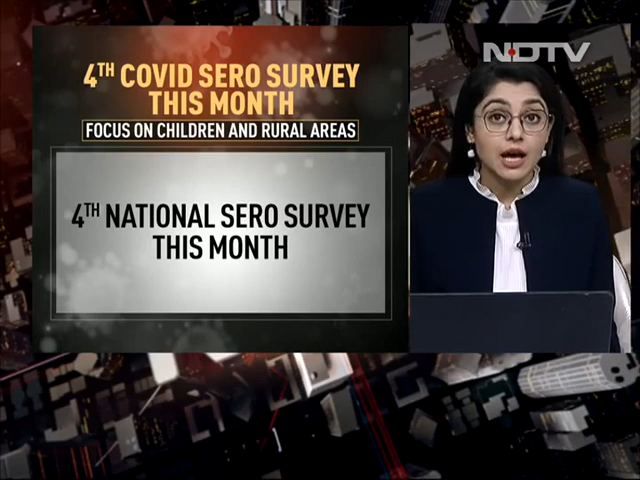 NDTV
4TH COVID SERO SURVEY
THIS MONTH
FOCUS ON CHILDREN AND RURAL AREAS
4TH NATIONAL SERO SURVEY
THIS MONTH